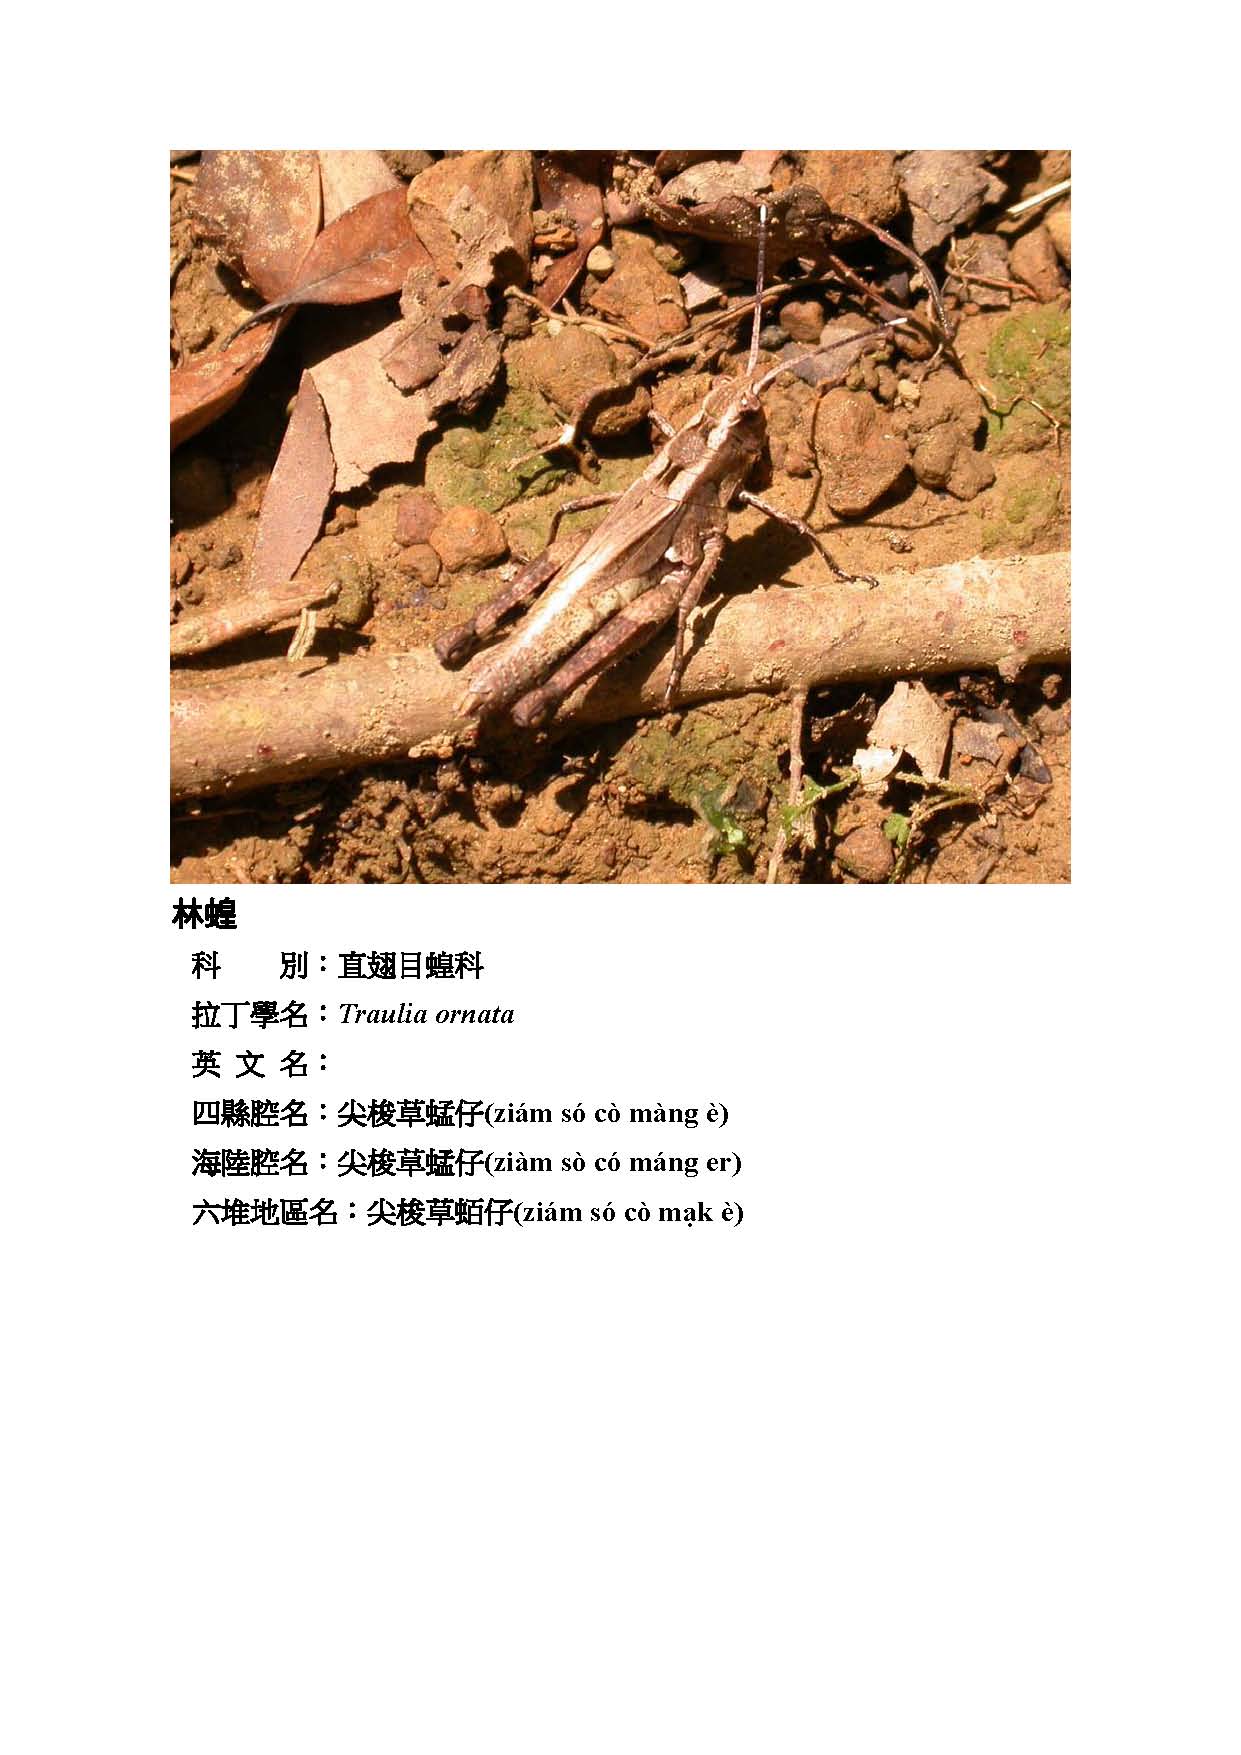 林蝗
科　　別：直翅目蝗科
拉丁學名：Traulia ornata
英 文 名：
四縣腔名：尖梭草蜢仔(ziám só cò màng è)
海陸腔名：尖梭草蜢仔(ziàm sò có máng er)
六堆地區名：尖梭草蛨仔(ziám só cò mạk è)